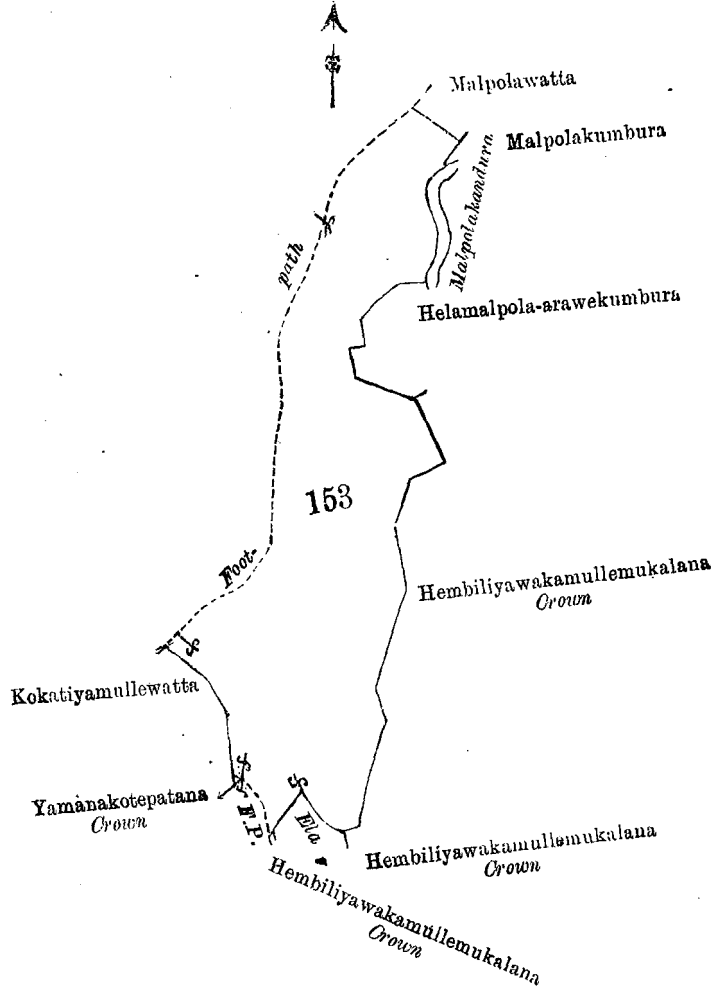 Malpolawatta
Malpolakumbura
Malpolakandura
path
Helamalpola-arawekumbura
153
Foot-
Hembiliyawakamullemukalana
Crown
Kokatiyamullewatta
Yamanakotepatana
Crown
F.P.
Ela
Hembiliyawakamullemukalana
Crown
Hembiliyawakamullemukalana
Crown